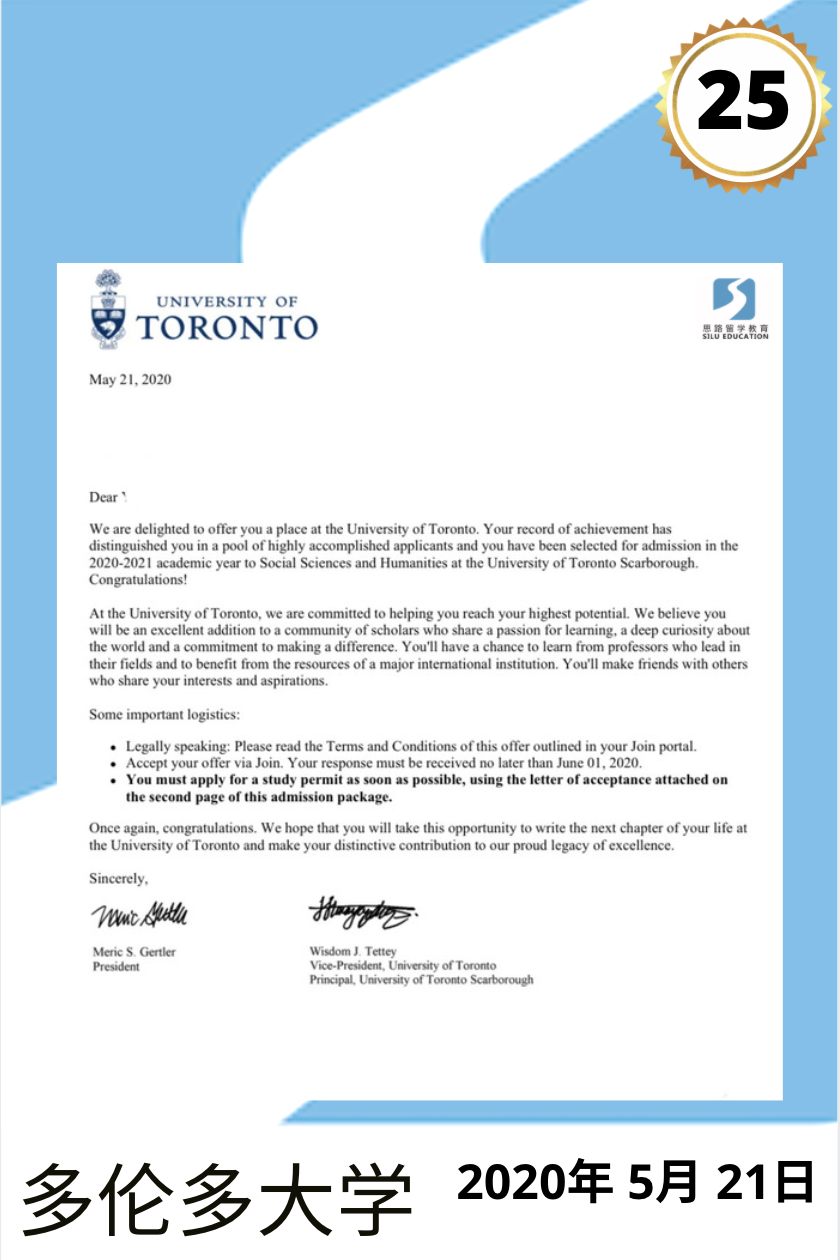 25
UNIVERSITY OF
TORONTO
思路留学教育
SILU EDUCATION
May 21, 2020
Dear
We are delighted to offer you a place at the University of Toronto. Your record of achievement has
distinguished you in a pool of highly accomplished applicants and you have been selected for admission in the
2020-2021 academic year to Social Sciences and Humanities at the University of Toronto Scarborough.
Congratulations!
At the University of Toronto, we are committed to helping you reach your highest potential. We believe you
will be an excellent addition to a community of scholars who share a passion for learning, a deep curiosity about
the world and a commitment to making a difference. You'll have a chance to learn from professors who lead in
their fields and to benefit from the resources of a major international institution. You'll make friends with others
who share your interests and aspirations.
Some important logistics:
• Legally speaking: Please read the Terms and Conditions of this offer outlined in your Join portal.
• Accept your offer via Join. Your response must be received no later than June 01, 2020.
• You must apply for a study permit as soon as possible, using the letter of acceptance attached on
the second page of this admission package.
Once again, congratulations. We hope that you will take this opportunity to write the next chapter of your life at
the University of Toronto and make your distinctive contribution to our proud legacy of excellence.
Sincerely,
Meric S. Gertler
President
Wisdom J. Tettey
Vice-President, University of Toronto
Principal, University of Toronto Scarborough
多伦多大学
2020年 5月 21日